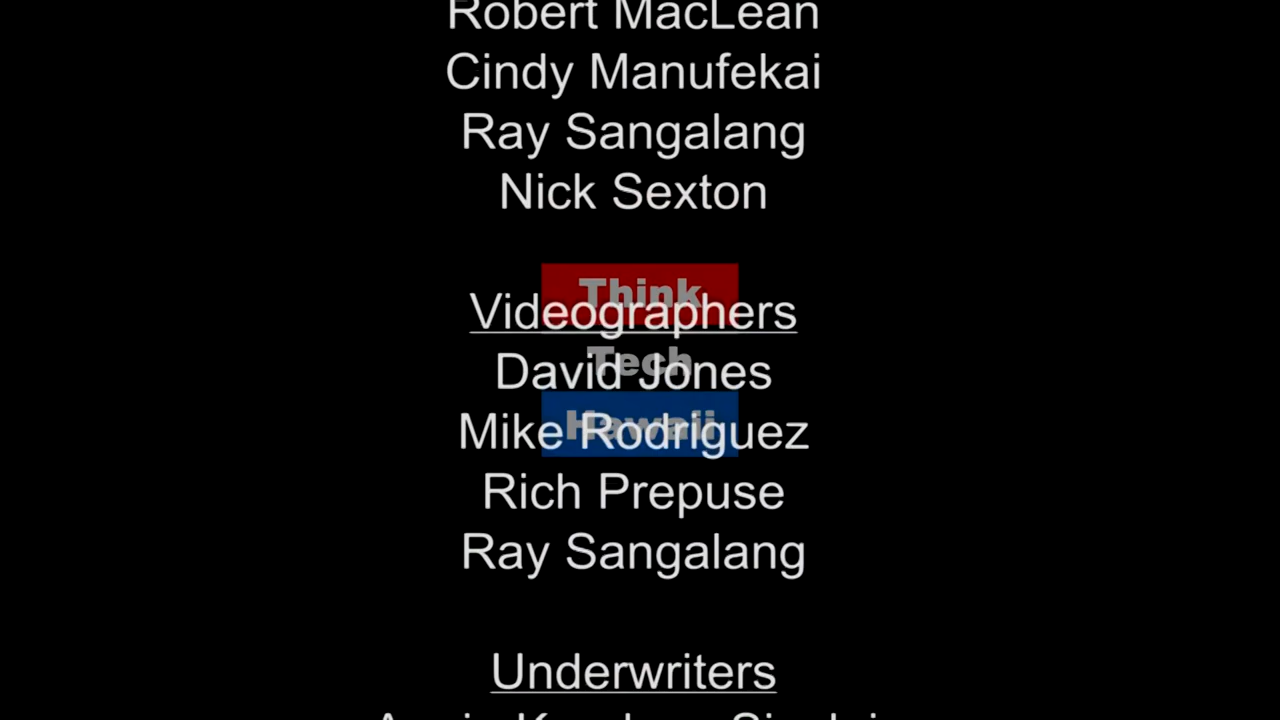 Robert MacLean
Cindy Manufekai
Ray Sangalang
Nick Sexton
Think
Videographers
Tech
David Jones
Hawaii
Mike Rodriguez
Rich Prepuse
Ray Sangalang
Underwriters